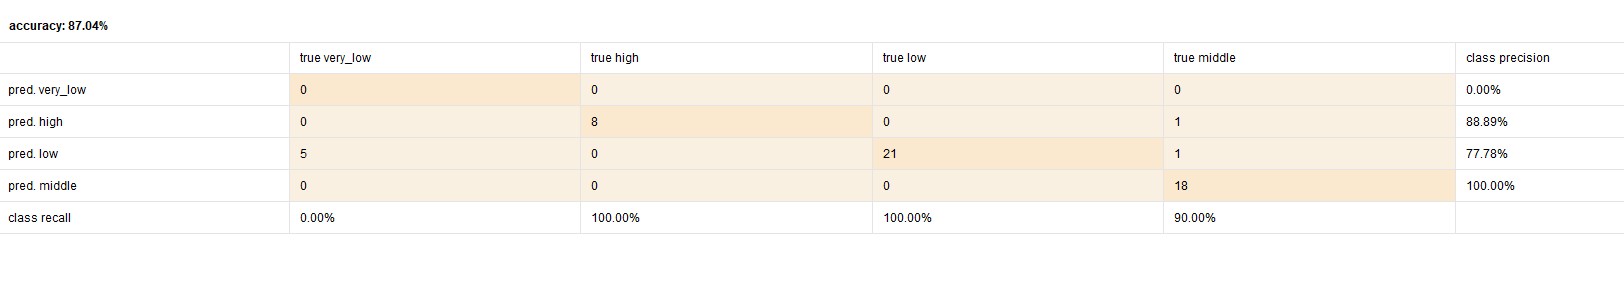 accuracy: 87.04%
true very_low true high true low true middle class precision
pred. very_low 0 0 0 0 0.00%
pred. high 0 8 0 1 88.89%
pred. low 5 0 21 1 77.78%
pred. middle 0 0 0 18 100.00%
class recall 0.00% 100.00% 100.00% 90.00%